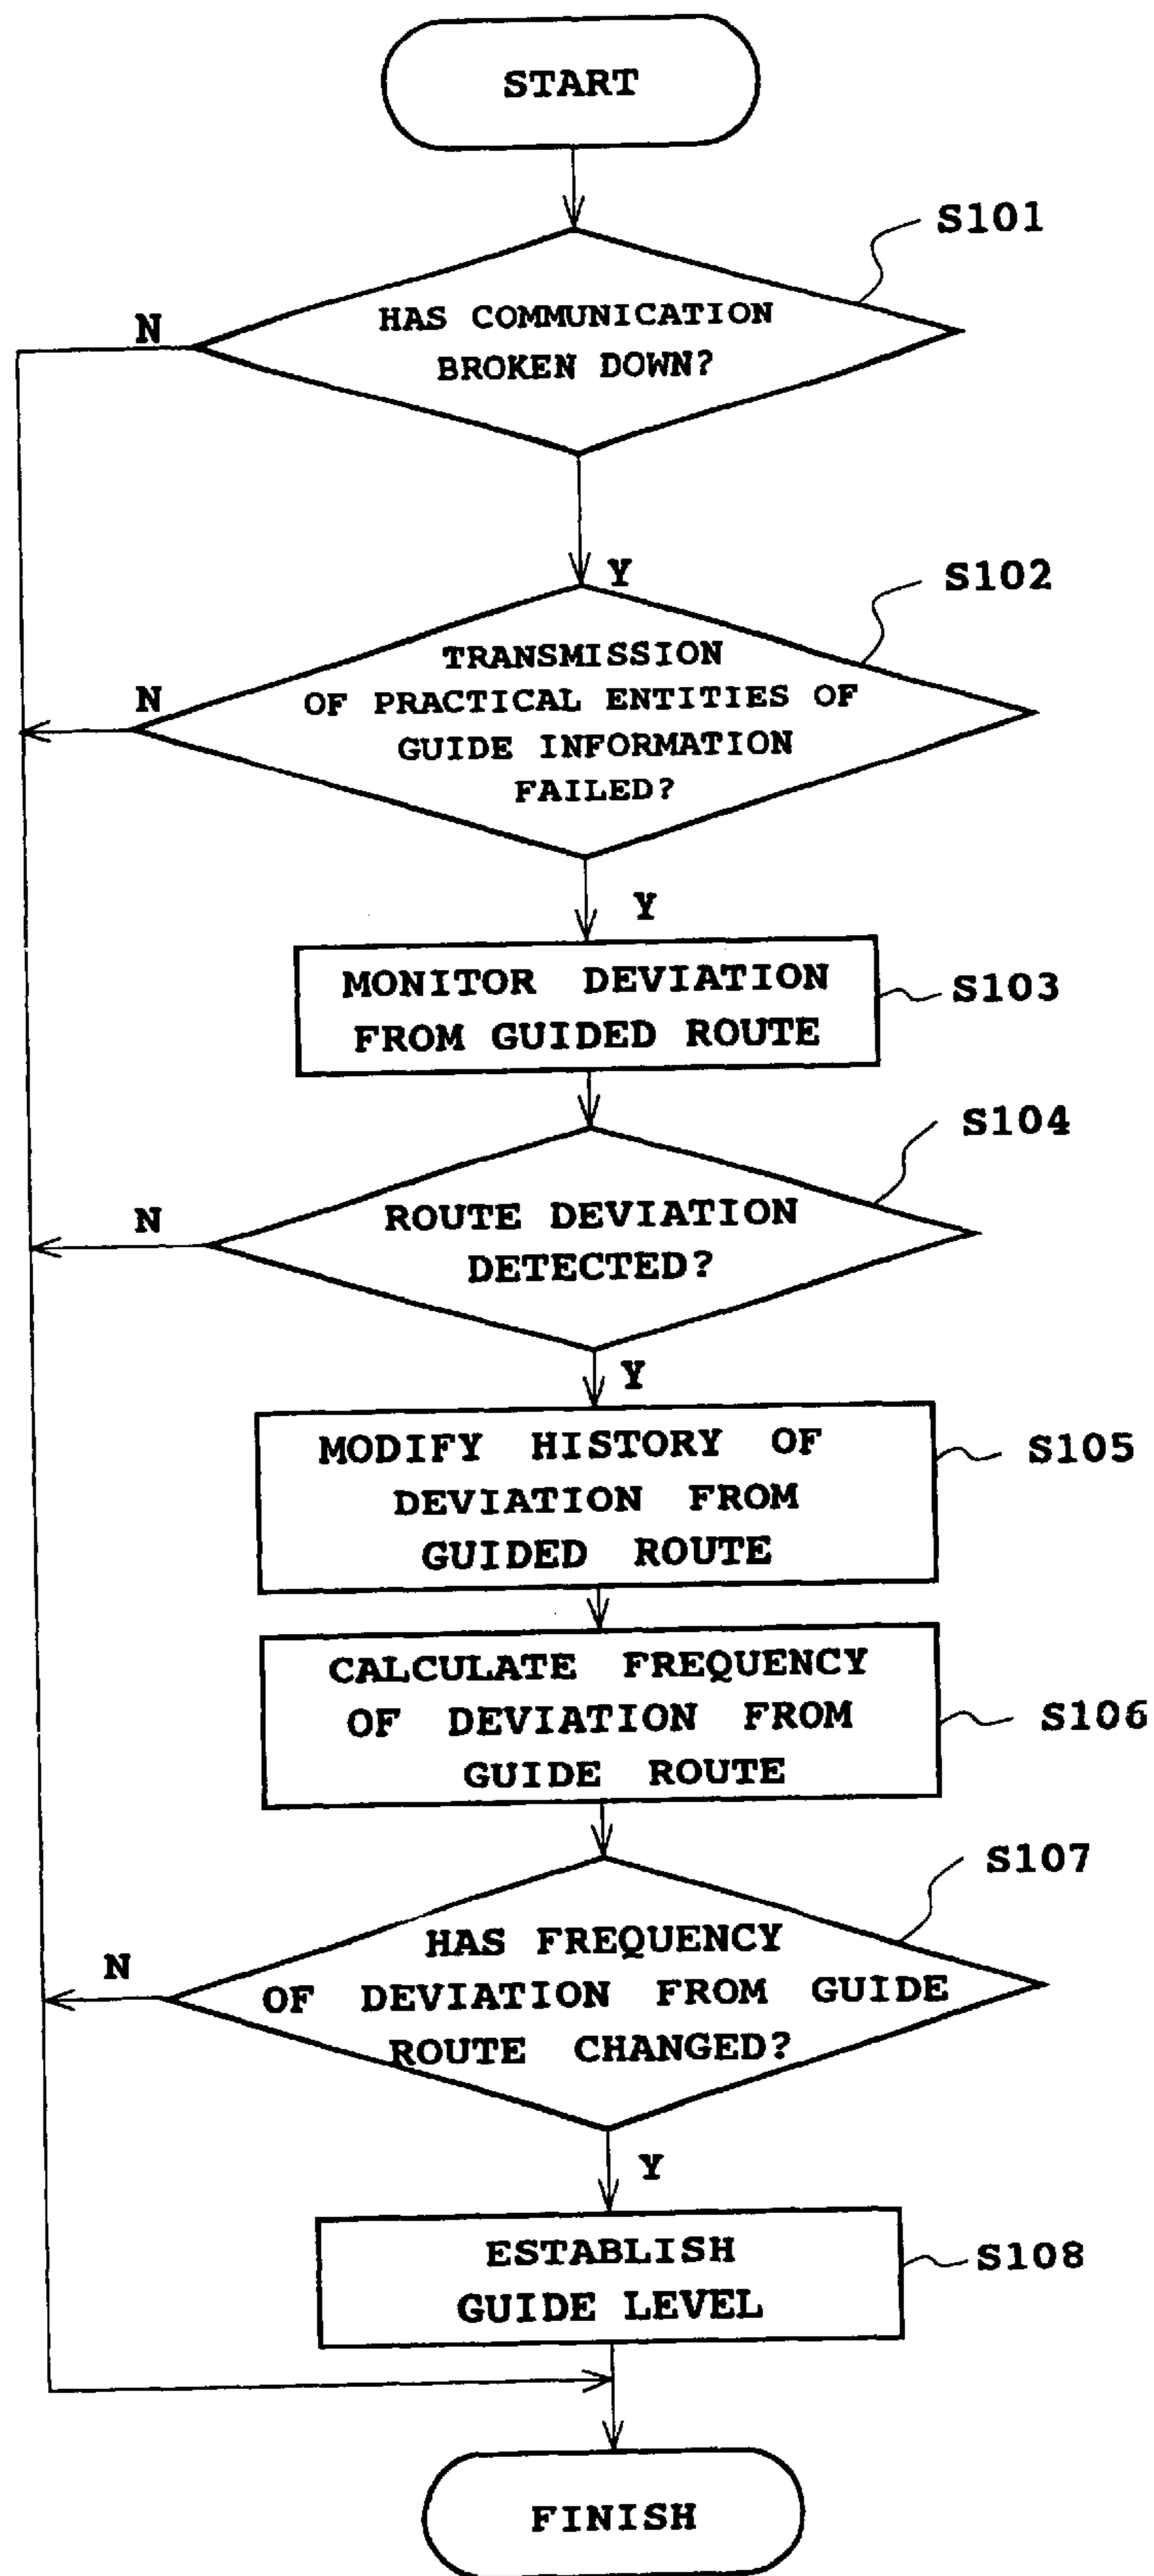 START
S101
HAS COMMUNICATION
BROKEN DOWN?
N
Y
S102
TRANSMISSION
OF PRACTICAL ENTITIES OF
GUIDE INFORMATION
FAILED?
N
Y
MONITOR DEVIATION
FROM GUIDED ROUTE
S103
S104
ROUTE DEVIATION
DETECTED?
N
Y
MODIFY HISTORY OF
DEVIATION FROM
GUIDED ROUTE
S105
CALCULATE FREQUENCY
OF DEVIATION FROM
GUIDE ROUTE
S106
S107
HAS FREQUENCY
OF DEVIATION FROM GUIDE
ROUTE CHANGED?
N
Y
ESTABLISH
GUIDE LEVEL
S108
FINISH